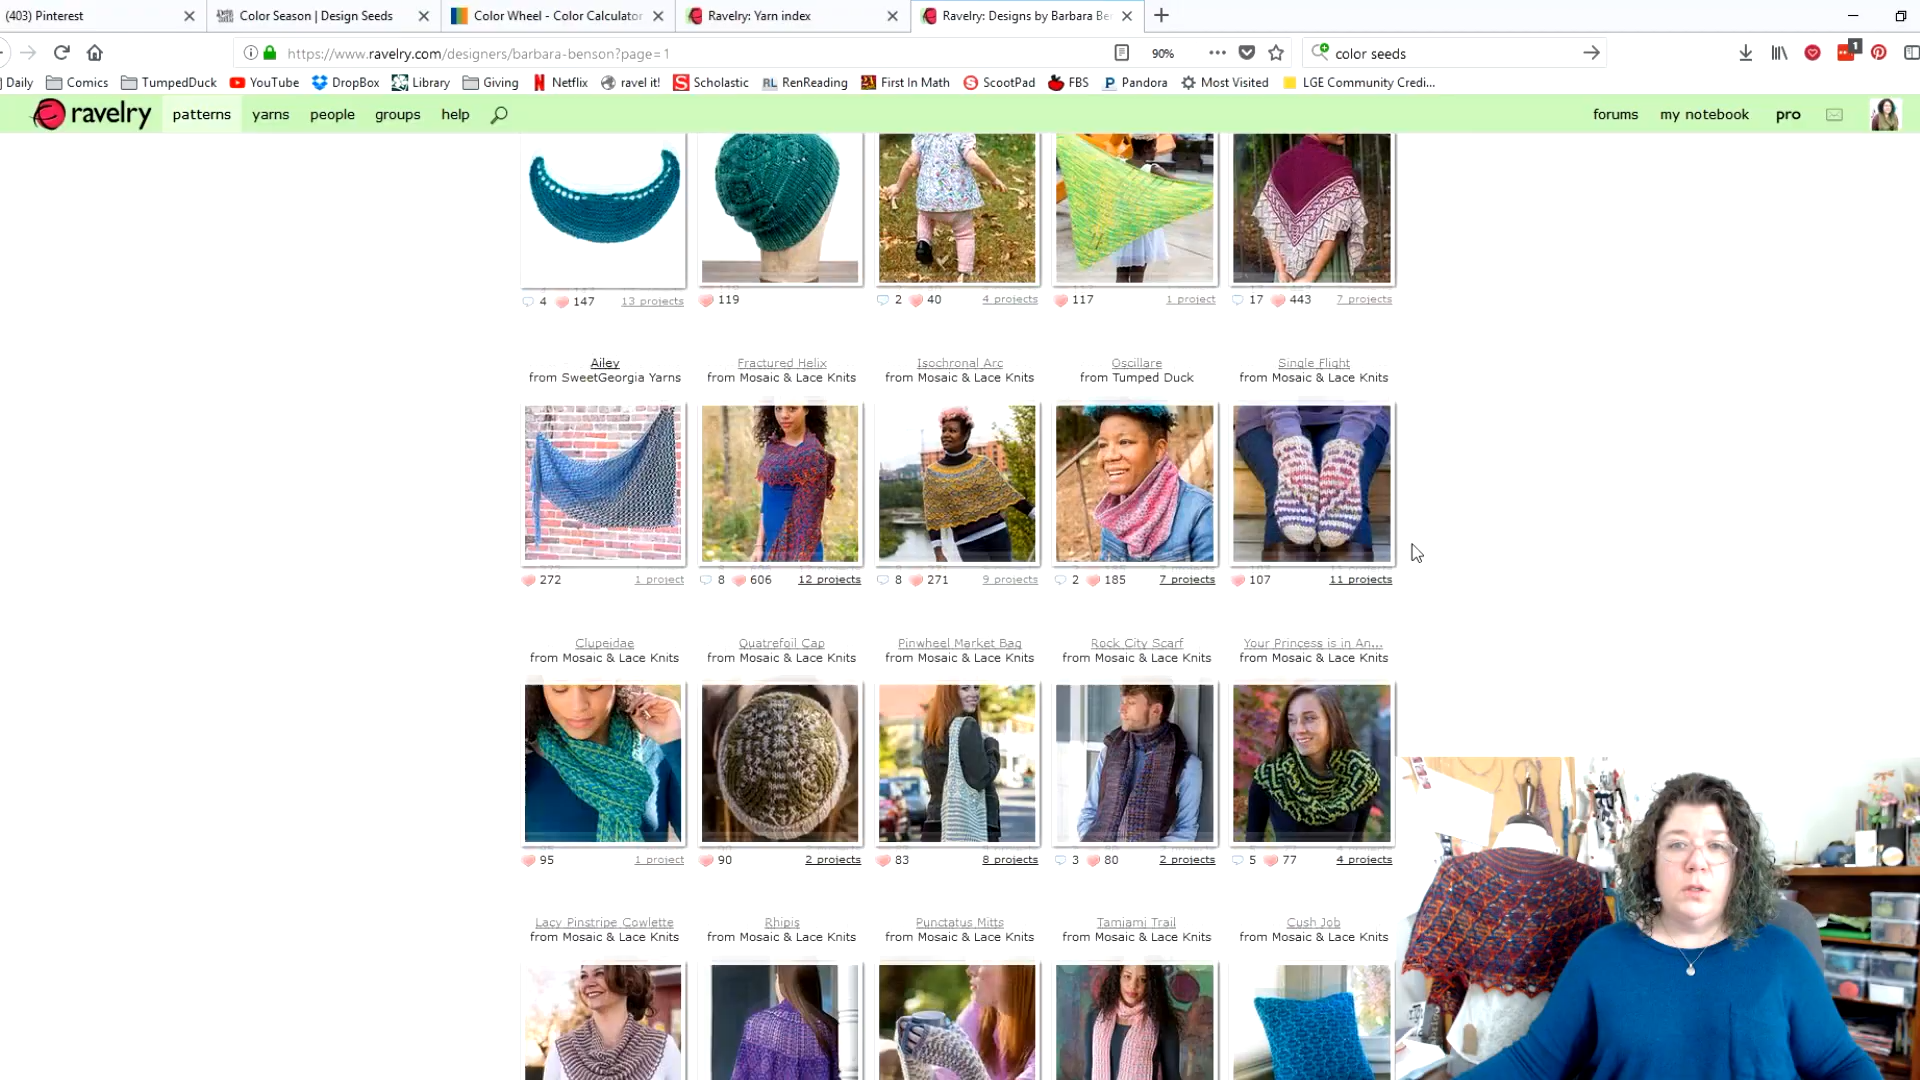 (403) Pinterest
Color Season | Design Seeds
Color Wheel - Color Calculator
Ravelry: Yarn index
Ravelry: Designs by Barbara Be
https://www.ravelry.com/designers/barbara-benson?page=1
90%
color seeds
1
Daily
Comics
TumpedDuck
YouTube
DropBox
Library
Giving
Netflix
ravel it!
Scholastic
RenReading
First In Math
ScootPad
FBS
Pandora
Most Visited
LGE Community Credi...
ravelry
patterns
yarns
people
groups
help
forums
my notebook
pro
4 147 13 projects
119
2 40 4 projects
117 1 project
17 443 7 projects
Ailey
from SweetGeorgia Yarns
Fractured Helix
from Mosaic & Lace Knits
Isochronal Arc
from Mosaic & Lace Knits
Oscillare
from Tumped Duck
Single Flight
from Mosaic & Lace Knits
272 1 project
8 606 12 projects
8 271 9 projects
2 185 7 projects
107 11 projects
Clupeidae
from Mosaic & Lace Knits
Quatrefoil Cap
from Mosaic & Lace Knits
Pinwheel Market Bag
from Mosaic & Lace Knits
Rock City Scarf
from Mosaic & Lace Knits
Your Princess is in An...
from Mosaic & Lace Knits
95 1 project
90 2 projects
83 8 projects
3 80 2 projects
5 77 4 projects
Lacy Pinstripe Cowlette
from Mosaic & Lace Knits
Rhipis
from Mosaic & Lace Knits
Punctatus Mitts
from Mosaic & Lace Knits
Tamiami Trail
from Mosaic & Lace Knits
Cush Job
from Mosaic & Lace Knits